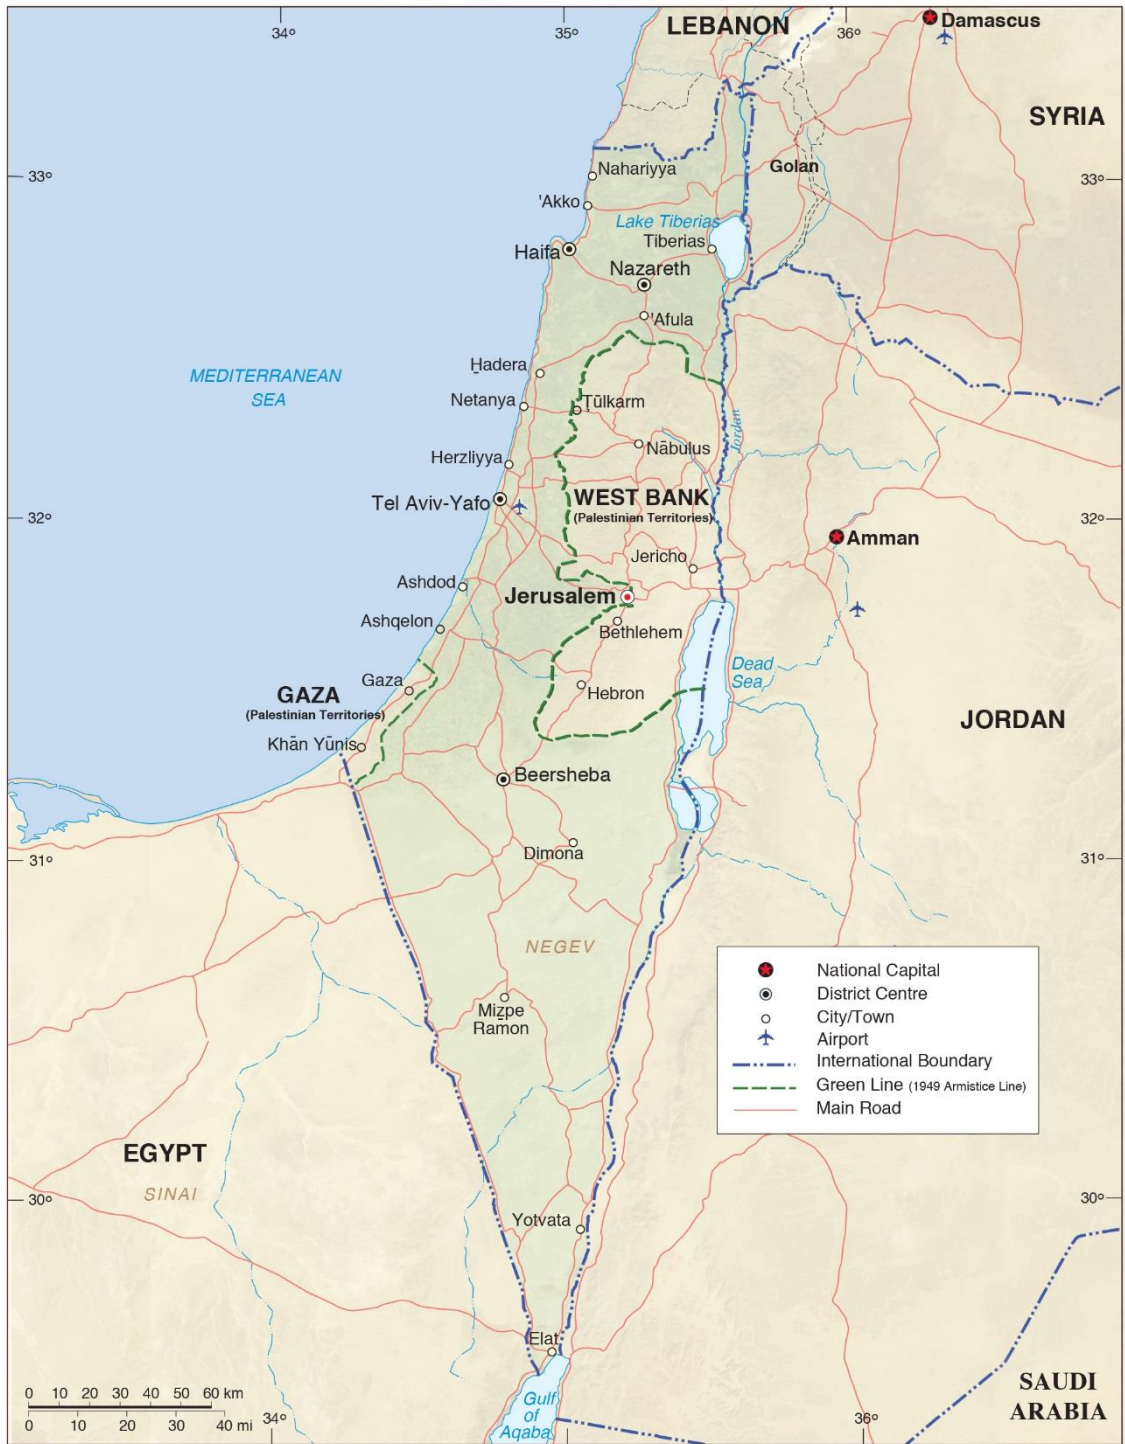 34°
35°
36°
LEBANON
Damascus
SYRIA
33°
33°
Golan
Nahariyya
'Akko
Lake Tiberias
Tiberias
Haifa
Nazareth
'Afula
MEDITERRANEAN
SEA
H̱adera
Netanya
Ṭūlkarm
Jordan
Nābulus
Herzliyya
WEST BANK
(Palestinian Territories)
Tel Aviv-Yafo
32°
32°
Amman
Jericho
Ashdod
Jerusalem
Ashqelon
Bethlehem
Dead
Sea
Gaza
GAZA
(Palestinian Territories)
Hebron
JORDAN
Khān Yūnis
Beersheba
Dimona
31°
31°
NEGEV
Miẕpe
Ramon
National Capital
District Centre
City/Town
Airport
International Boundary
Green Line (1949 Armistice Line)
Main Road
EGYPT
SINAI
30°
30°
Yotvata
Elat
Gulf
of
Aqaba
SAUDI
ARABIA
0 10 20 30 40 50 60 km
0 10 20 30 40 mi
34°
36°